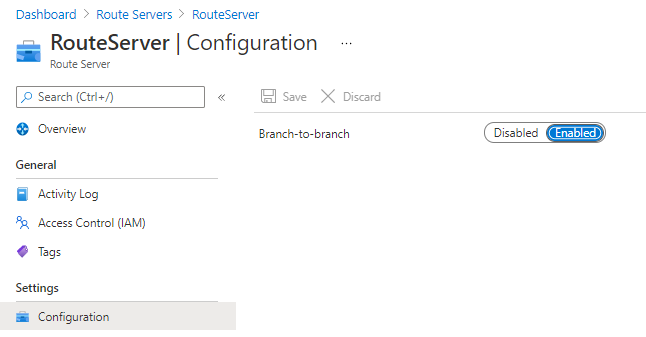 Dashboard > Route Servers > RouteServer
RouteServer | Configuration ...
Route Server
Search (Ctrl+/) «
Save Discard
Overview
Branch-to-branch Disabled Enabled
General
Activity Log
Access Control (IAM)
Tags
Settings
Configuration